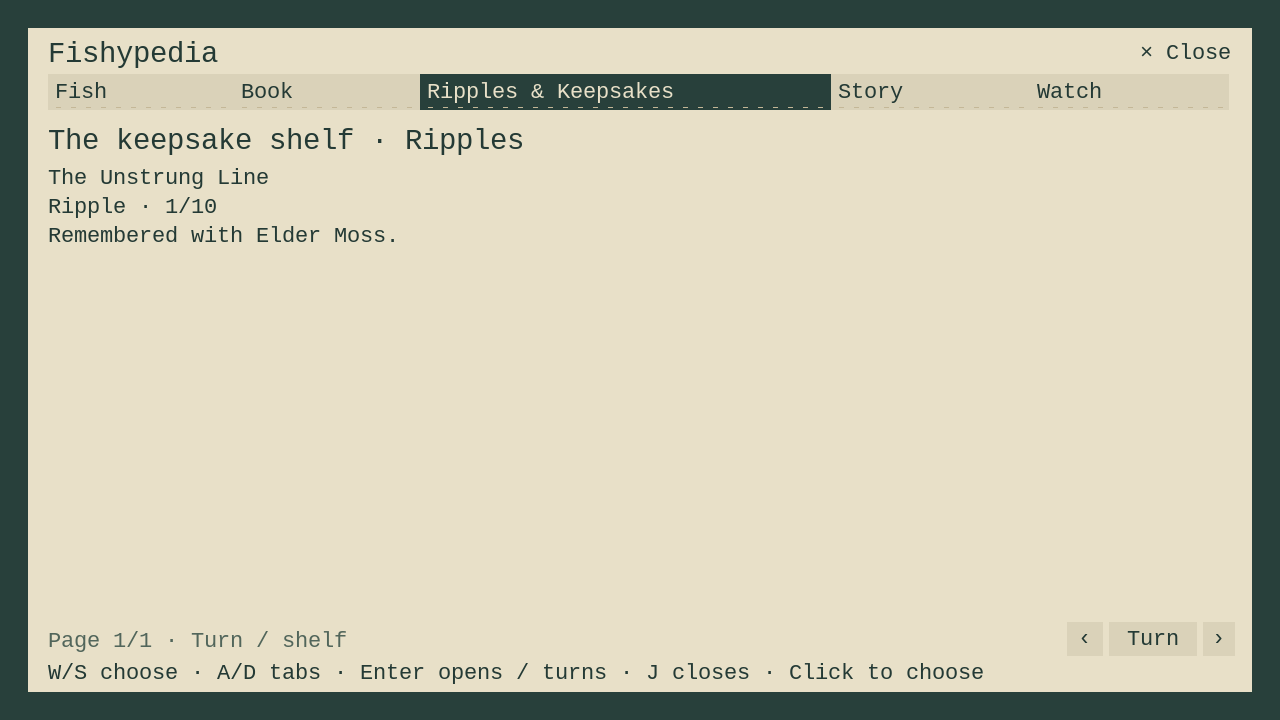 Fishypedia
× Close
Fish Book Ripples & Keepsakes Story Watch
The keepsake shelf · Ripples
The Unstrung Line
Ripple · 1/10
Remembered with Elder Moss.
Page 1/1 · Turn / shelf
‹ Turn ›
W/S choose · A/D tabs · Enter opens / turns · J closes · Click to choose